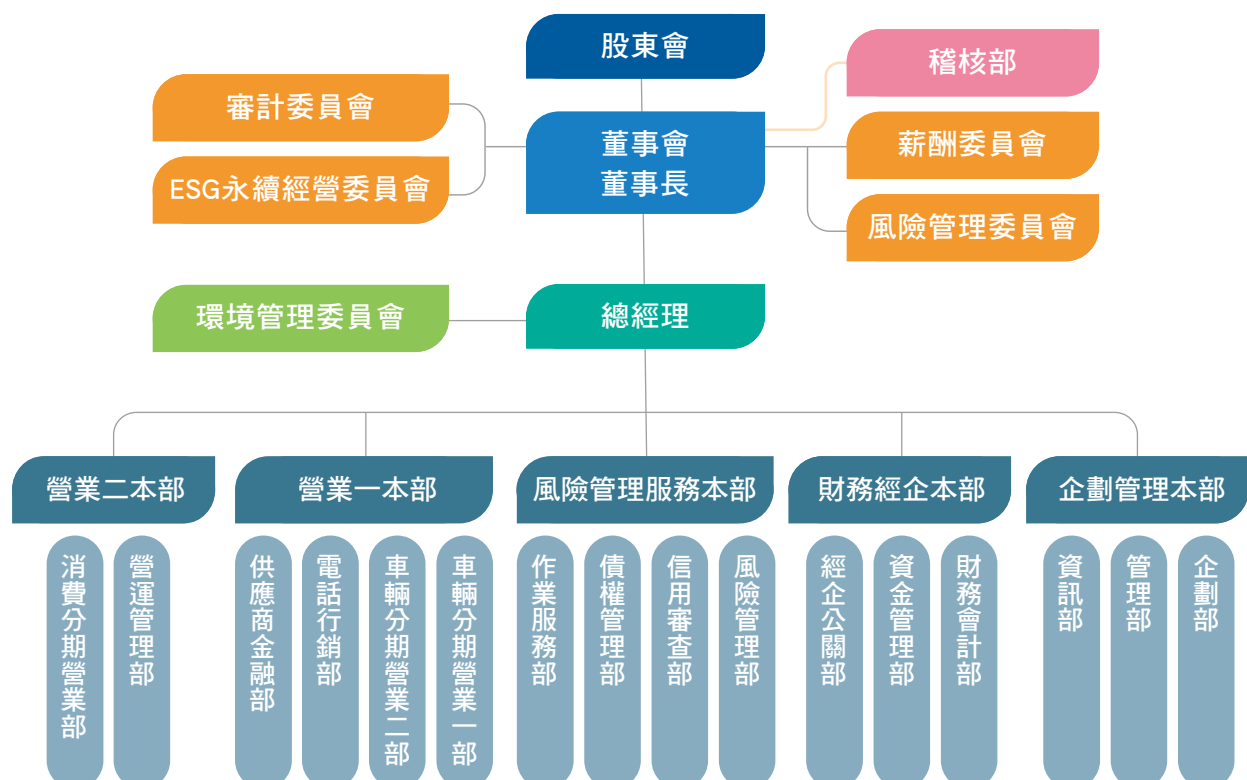 股東會
稽核部
審計委員會
董事會
董事長
薪酬委員會
ESG永續經營委員會
風險管理委員會
環境管理委員會
總經理
營業二本部
營業一本部
風險管理服務本部
財務經企本部
企劃管理本部
消費分期營業部
營運管理部
供應商金融部
電話行銷部
車輛分期營業二部
車輛分期營業一部
作業服務部
債權管理部
信用審查部
風險管理部
經企公關部
資金管理部
財務會計部
資訊部
管理部
企劃部